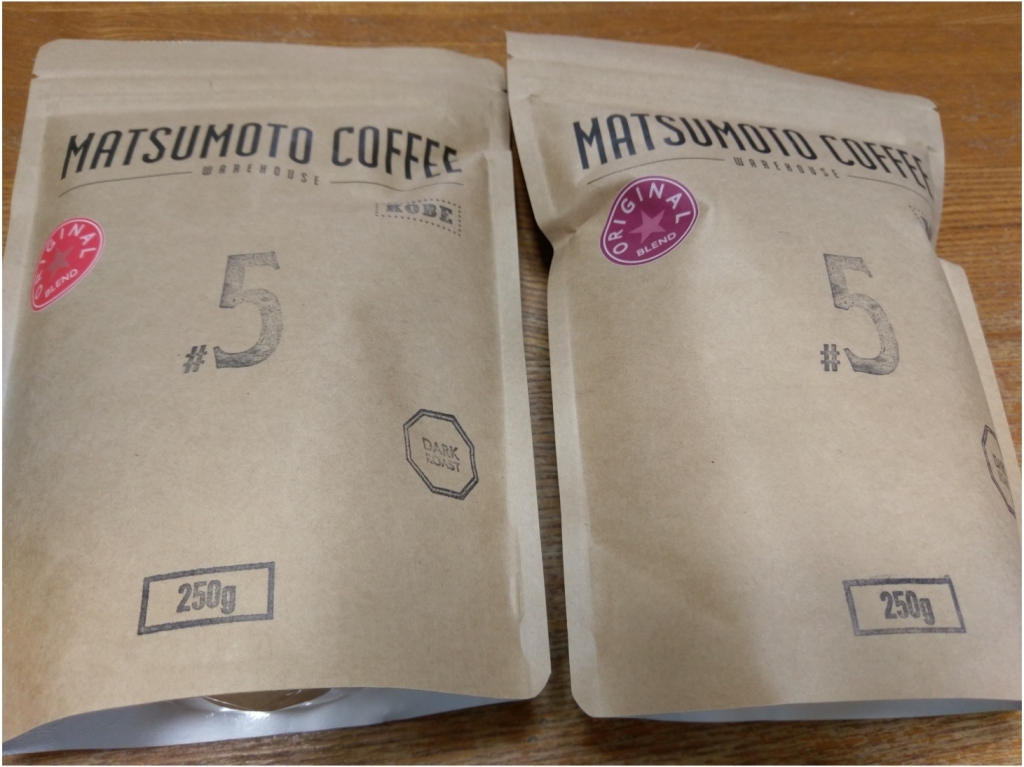 MATSUMOTO COFFEE
WAREHOUSE
KOBE
ORIGINAL
BLEND
#5
DARK
ROAST
250g
MATSUMOTO COFFEE
WAREHOUSE
ORIGINAL
BLEND
#5
250g